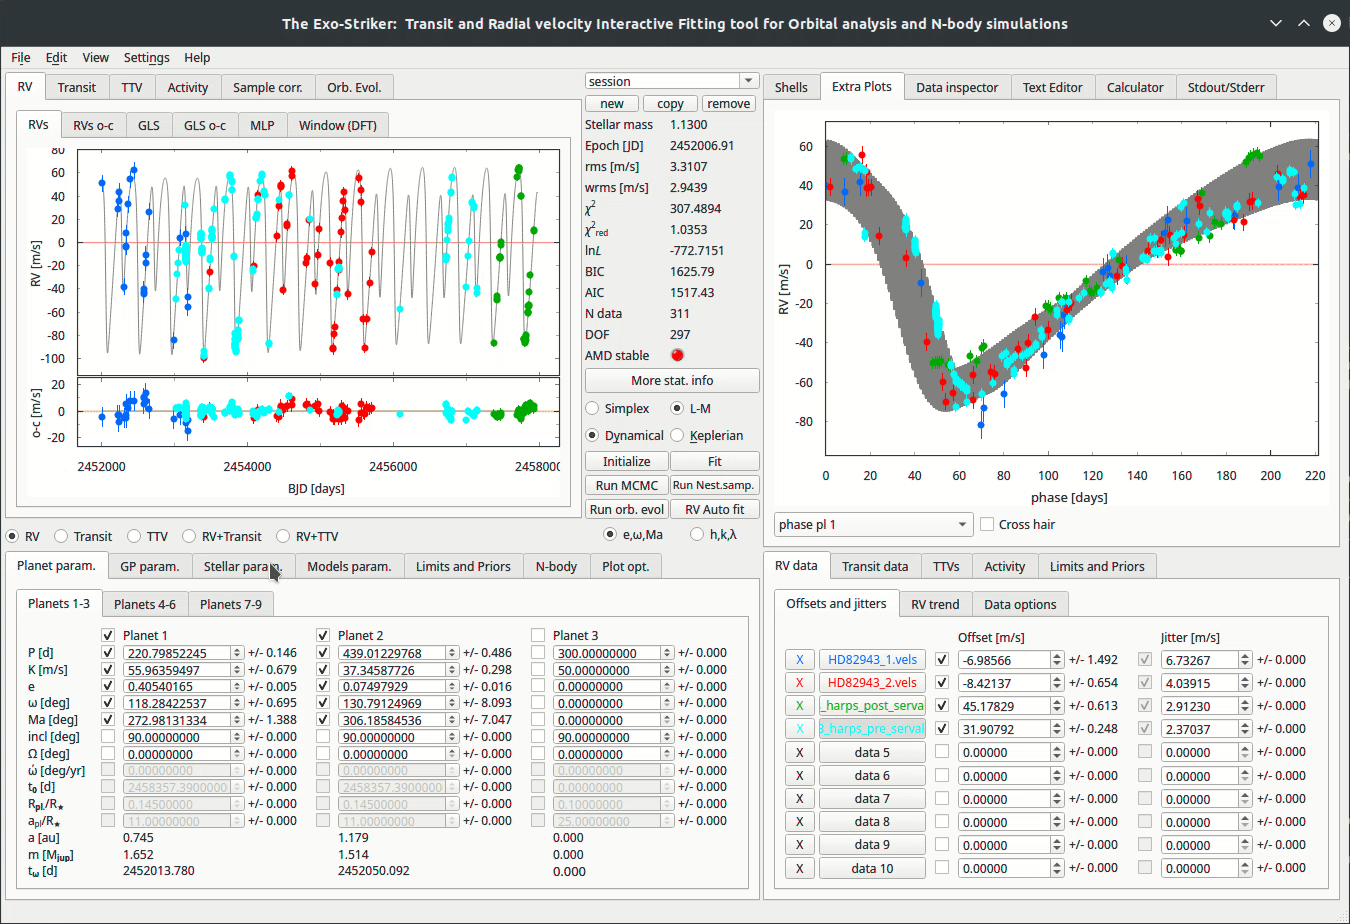 The Exo-Striker: Transit and Radial velocity Interactive Fitting tool for Orbital analysis and N-body simulations
File Edit View Settings Help
RV Transit TTV Activity Sample corr. Orb. Evol.
RVs RVs o-c GLS GLS o-c MLP Window (DFT)
80
60
40
20
0
-20
-40
-60
-80
-100
RV [m/s]
20
0
-20
o-c [m/s]
2452000 2454000 2456000 2458000
BJD [days]
session
new copy remove
Stellar mass 1.1300
Epoch [JD] 2452006.91
rms [m/s] 3.3107
wrms [m/s] 2.9439
χ² 307.4894
χ²red 1.0353
lnL -772.7151
BIC 1625.79
AIC 1517.43
N data 311
DOF 297
AMD stable
More stat. info
Simplex L-M
Dynamical Keplerian
Initialize Fit
Run MCMC Run Nest.samp.
Run orb. evol RV Auto fit
e,ω,Ma h,k,λ
Shells Extra Plots Data inspector Text Editor Calculator Stdout/Stderr
60
40
20
0
-20
-40
-60
-80
RV [m/s]
0 20 40 60 80 100 120 140 160 180 200 220
phase [days]
phase pl 1 Cross hair
RV Transit TTV RV+Transit RV+TTV
Planet param. GP param. Stellar param. Models param. Limits and Priors N-body Plot opt.
Planets 1-3 Planets 4-6 Planets 7-9
Planet 1 Planet 2 Planet 3
P [d] 220.79852245 +/- 0.146 439.01229768 +/- 0.486 300.00000000 +/- 0.000
K [m/s] 55.96359497 +/- 0.679 37.34587726 +/- 0.298 50.00000000 +/- 0.000
e 0.40540165 +/- 0.005 0.07497929 +/- 0.016 0.00000000 +/- 0.000
ω [deg] 118.28422537 +/- 0.695 130.79124969 +/- 8.093 0.00000000 +/- 0.000
Ma [deg] 272.98131334 +/- 1.388 306.18584536 +/- 7.047 0.00000000 +/- 0.000
incl [deg] 90.00000000 +/- 0.000 90.00000000 +/- 0.000 90.00000000 +/- 0.000
Ω [deg] 0.00000000 +/- 0.000 0.00000000 +/- 0.000 0.00000000 +/- 0.000
ω̇ [deg/yr] 0.00000000 +/- 0.000 0.00000000 +/- 0.000 0.00000000 +/- 0.000
t₀ [d] 2458357.3900000 +/- 0.000 2458357.3900000 +/- 0.000 0.00000000 +/- 0.000
Rpl/R★ 0.14500000 +/- 0.000 0.14500000 +/- 0.000 0.10000000 +/- 0.000
apl/R★ 11.00000000 +/- 0.000 11.00000000 +/- 0.000 25.00000000 +/- 0.000
a [au] 0.745 1.179 0.000
m [Mjup] 1.652 1.514 0.000
tω [d] 2452013.780 2452050.092 0.000
RV data Transit data TTVs Activity Limits and Priors
Offsets and jitters RV trend Data options
Offset [m/s] Jitter [m/s]
X HD82943_1.vels -6.98566 +/- 1.492 6.73267 +/- 0.000
X HD82943_2.vels -8.42137 +/- 0.654 4.03915 +/- 0.000
X _harps_post_serva 45.17829 +/- 0.613 2.91230 +/- 0.000
X 3_harps_pre_serval 31.90792 +/- 0.248 2.37037 +/- 0.000
X data 5 0.00000 +/- 0.000 0.00000 +/- 0.000
X data 6 0.00000 +/- 0.000 0.00000 +/- 0.000
X data 7 0.00000 +/- 0.000 0.00000 +/- 0.000
X data 8 0.00000 +/- 0.000 0.00000 +/- 0.000
X data 9 0.00000 +/- 0.000 0.00000 +/- 0.000
X data 10 0.00000 +/- 0.000 0.00000 +/- 0.000